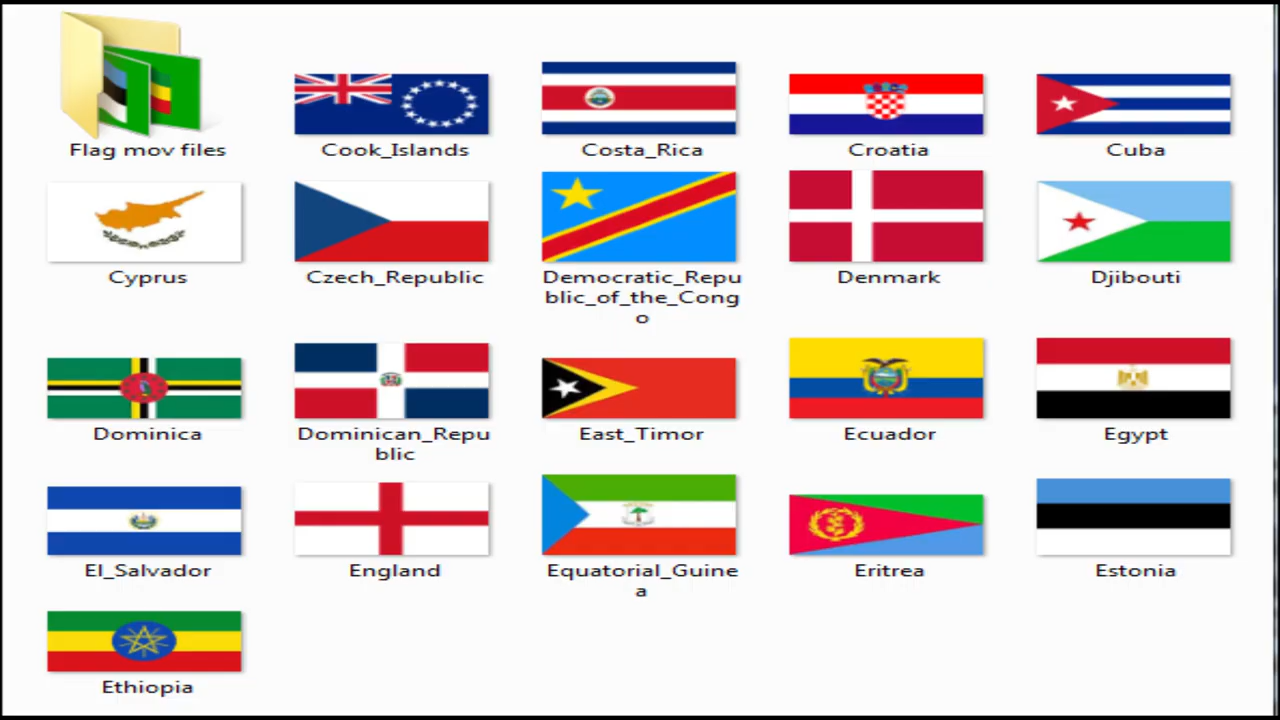 Flag mov files
Cook_Islands
Costa_Rica
Croatia
Cuba
Cyprus
Czech_Republic
Democratic_Repu
blic_of_the_Cong
o
Denmark
Djibouti
Dominica
Dominican_Repu
blic
East_Timor
Ecuador
Egypt
El_Salvador
England
Equatorial_Guine
a
Eritrea
Estonia
Ethiopia